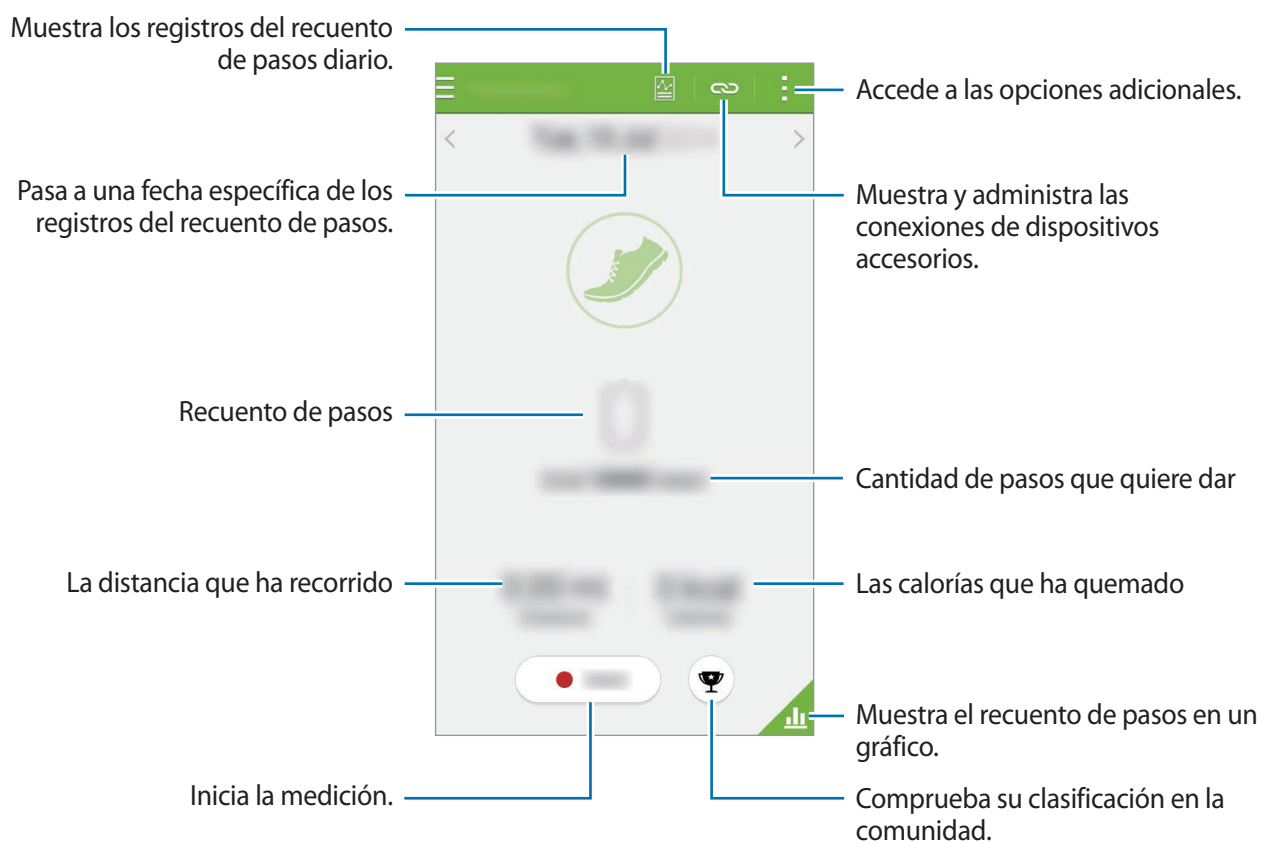 Muestra los registros del recuento
de pasos diario.
Accede a las opciones adicionales.
Pasa a una fecha específica de los
registros del recuento de pasos.
Muestra y administra las
conexiones de dispositivos
accesorios.
Recuento de pasos
0
Cantidad de pasos que quiere dar
La distancia que ha recorrido
Las calorías que ha quemado
Muestra el recuento de pasos en un
gráfico.
Inicia la medición.
Comprueba su clasificación en la
comunidad.